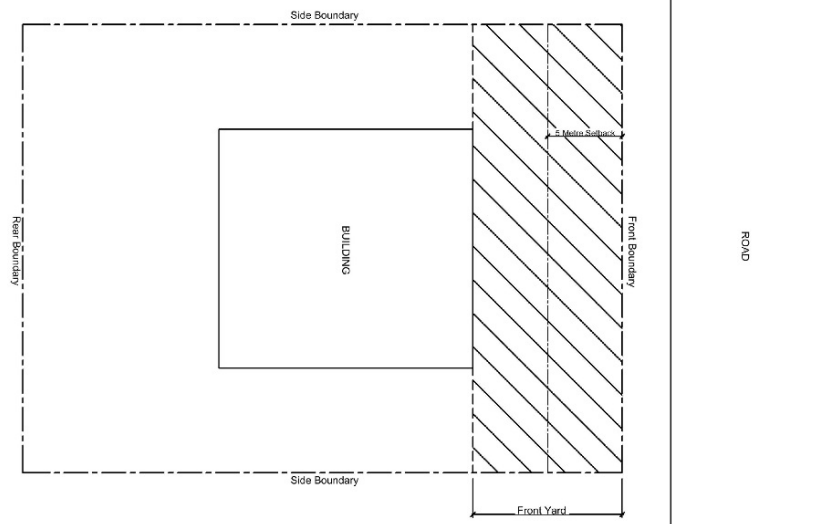 Side Boundary
5 Metre Setback
Rear Boundary
BUILDING
Front Boundary
ROAD
Side Boundary
Front Yard